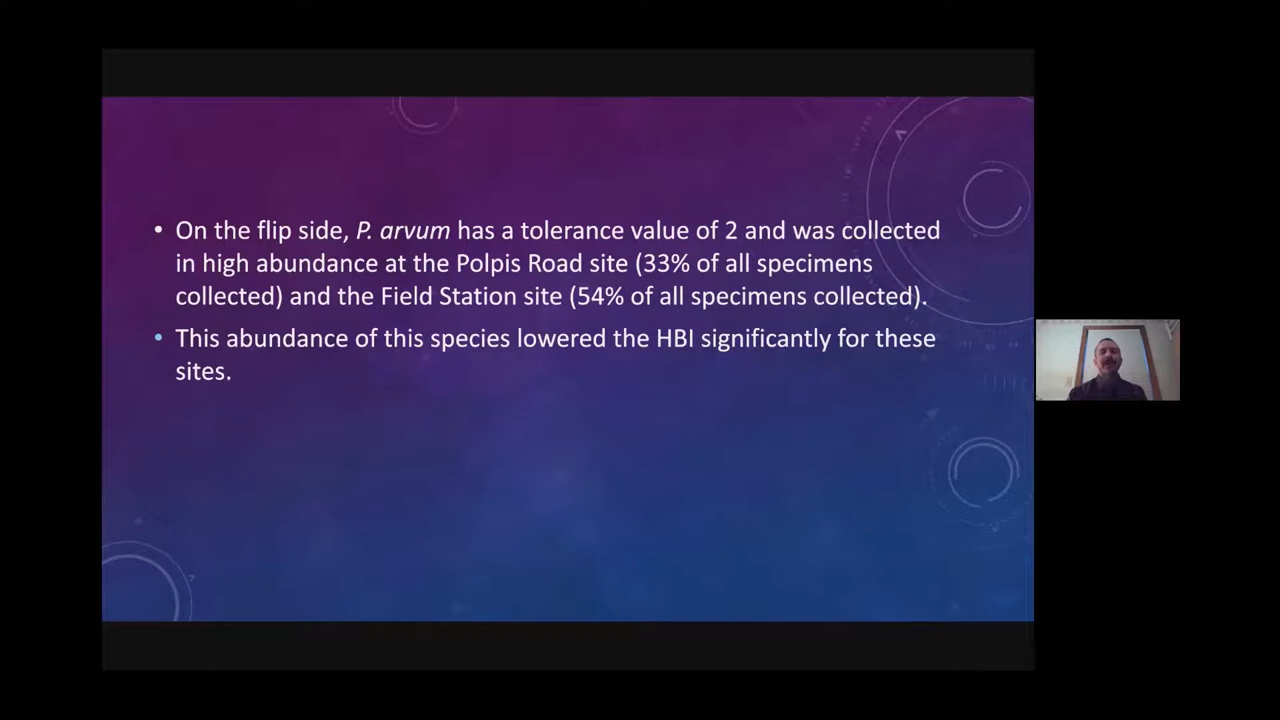 • On the flip side, P. arvum has a tolerance value of 2 and was collected
in high abundance at the Polpis Road site (33% of all specimens
collected) and the Field Station site (54% of all specimens collected).
• This abundance of this species lowered the HBI significantly for these
sites.